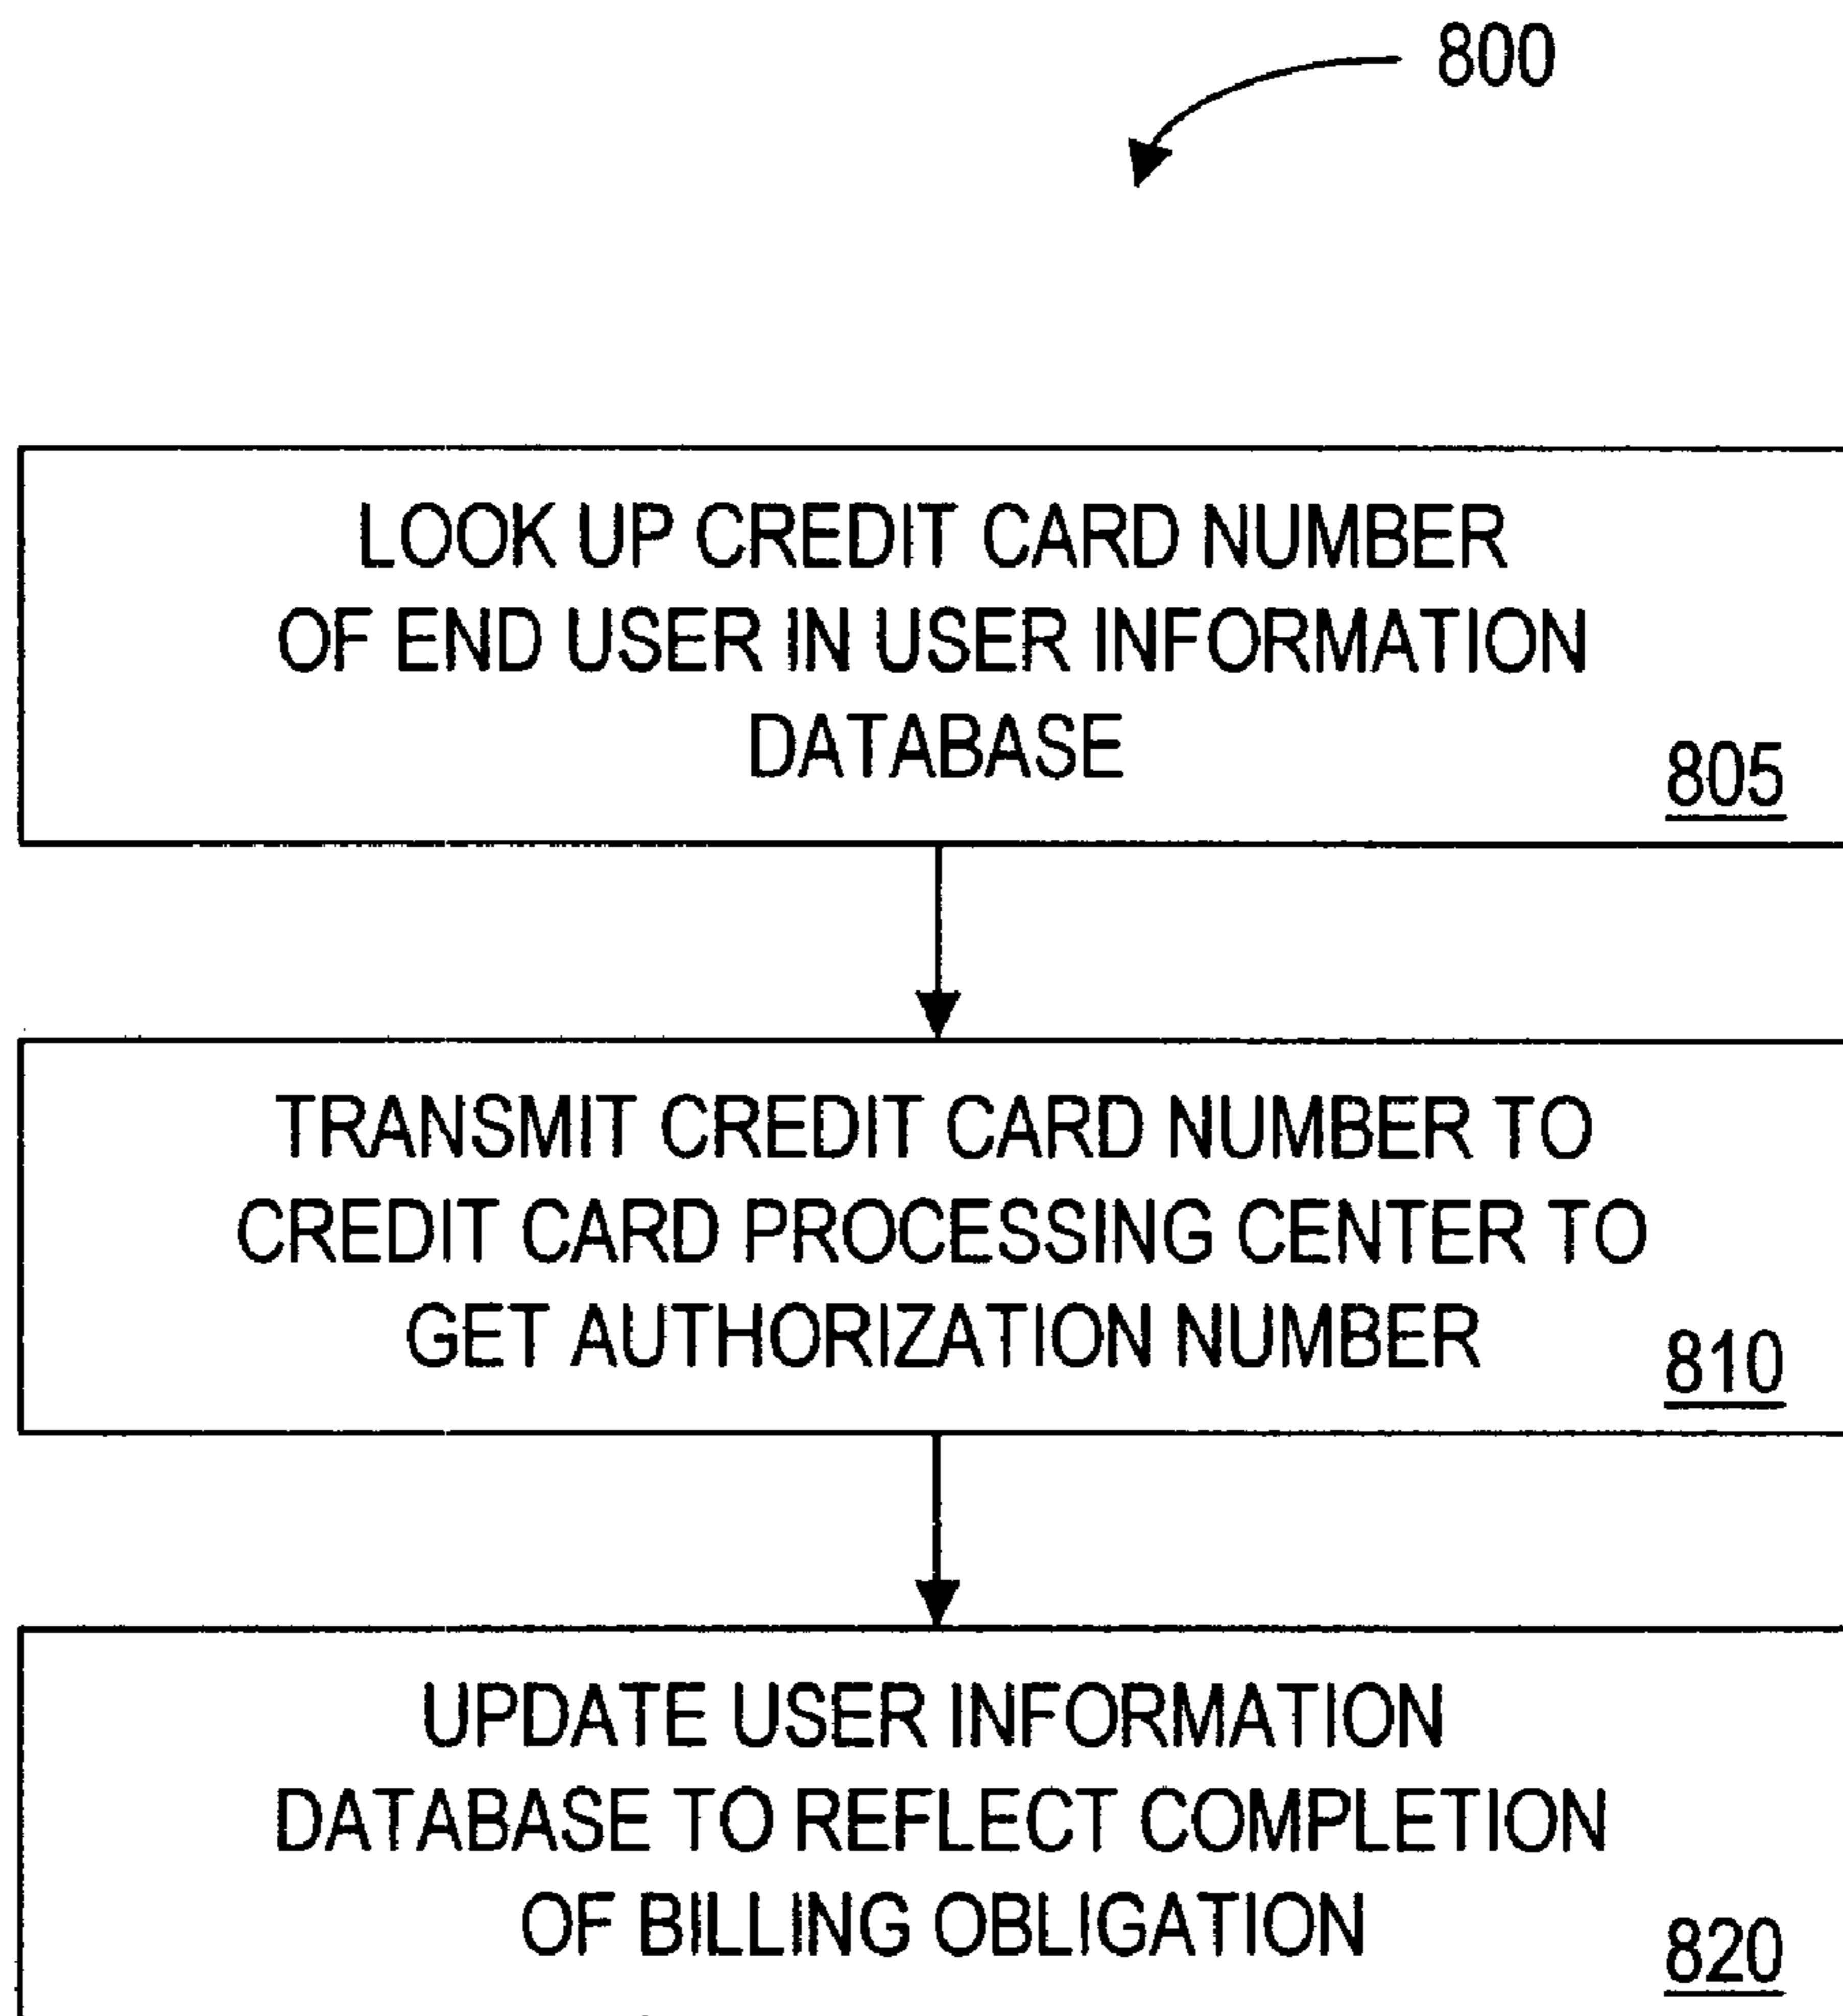 800
LOOK UP CREDIT CARD NUMBER
OF END USER IN USER INFORMATION
DATABASE
805
TRANSMIT CREDIT CARD NUMBER TO
CREDIT CARD PROCESSING CENTER TO
GET AUTHORIZATION NUMBER
810
UPDATE USER INFORMATION
DATABASE TO REFLECT COMPLETION
OF BILLING OBLIGATION
820